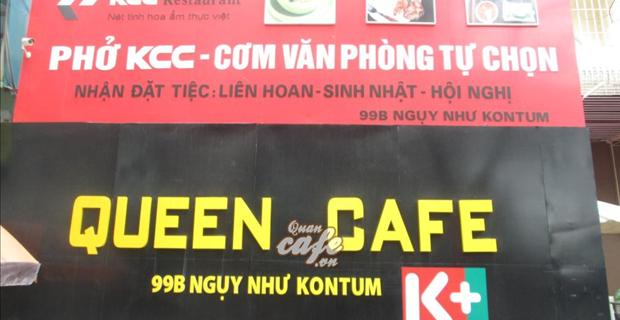 KCC Restaurant
Nét tinh hoa ẩm thực việt
PHỞ KCC - CƠM VĂN PHÒNG TỰ CHỌN
NHẬN ĐẶT TIỆC: LIÊN HOAN - SINH NHẬT - HỘI NGHỊ
99B NGỤY NHƯ KONTUM
QUEEN CAFE
Quan
cafe
.vn
99B NGỤY NHƯ KONTUM
K+